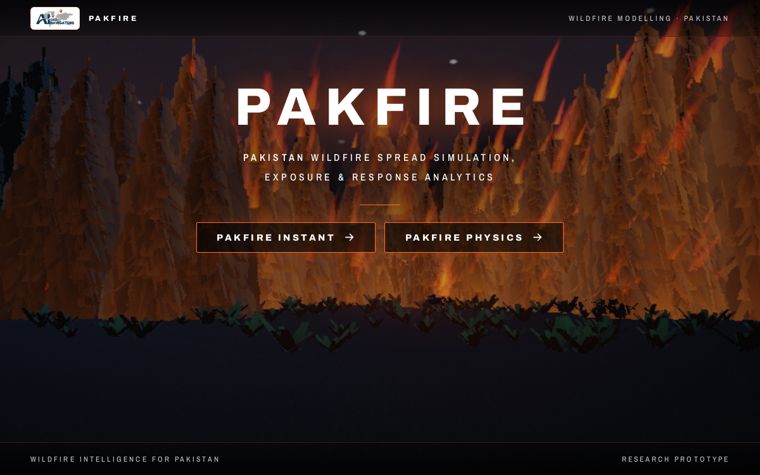 PAKFIRE
WILDFIRE MODELLING · PAKISTAN
PAKFIRE
PAKISTAN WILDFIRE SPREAD SIMULATION,
EXPOSURE & RESPONSE ANALYTICS
PAKFIRE INSTANT →
PAKFIRE PHYSICS →
WILDFIRE INTELLIGENCE FOR PAKISTAN
RESEARCH PROTOTYPE